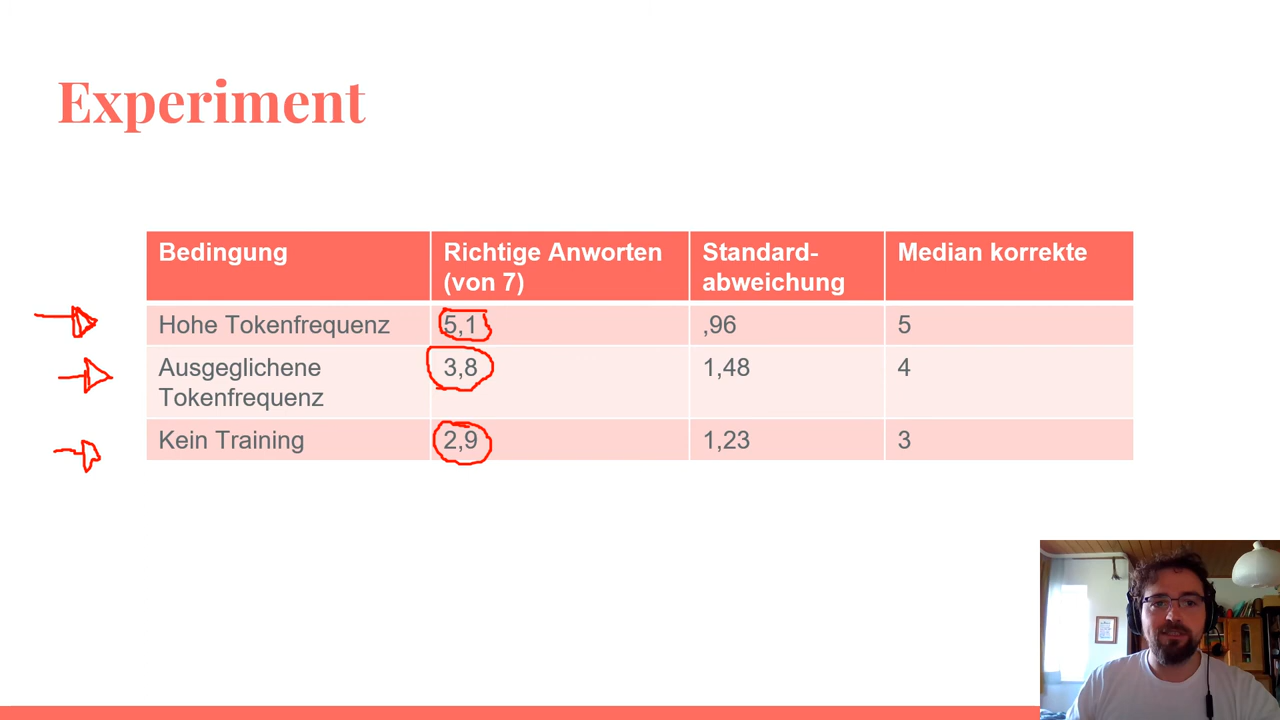 Experiment
Bedingung
Richtige Anworten
(von 7)
Standard-
abweichung
Median korrekte
Hohe Tokenfrequenz
5,1
,96
5
Ausgeglichene
Tokenfrequenz
3,8
1,48
4
Kein Training
2,9
1,23
3